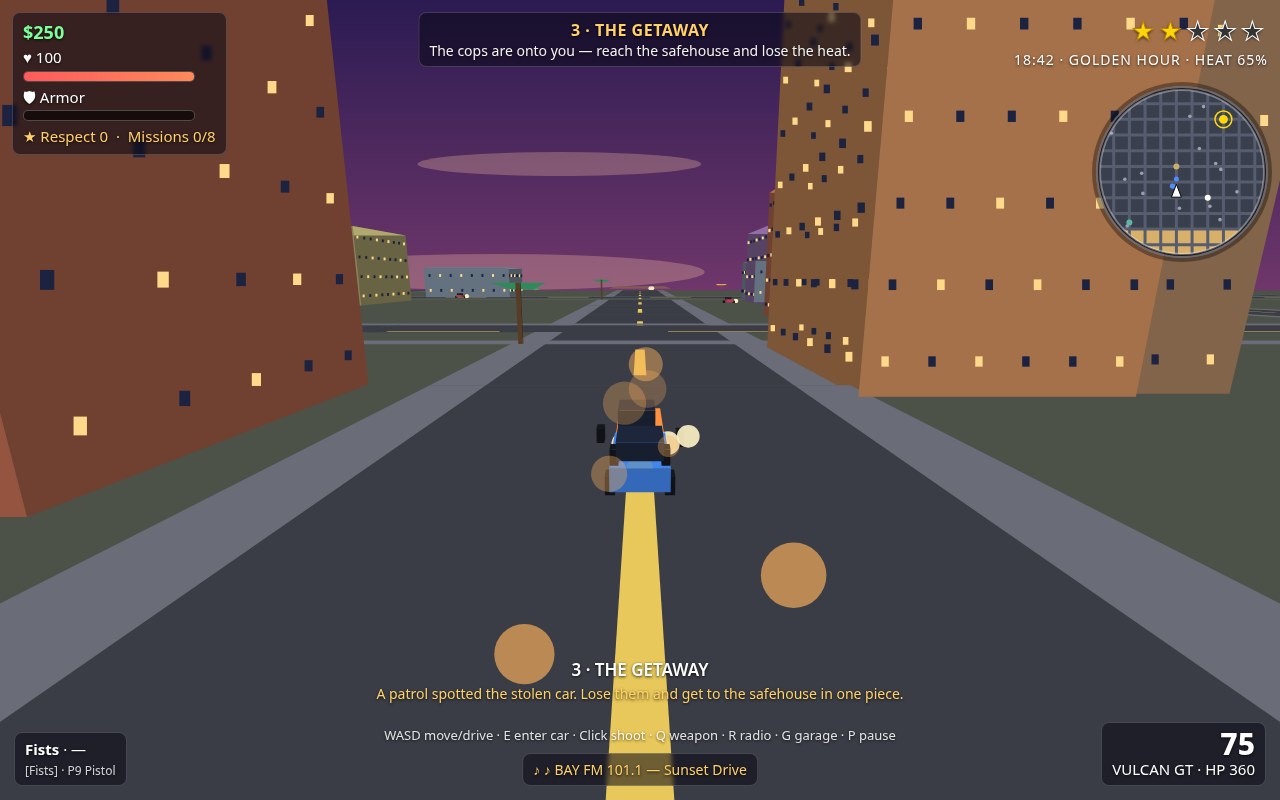 $250
♥ 100
Armor
★ Respect 0 · Missions 0/8
3 · THE GETAWAY
The cops are onto you — reach the safehouse and lose the heat.
18:42 · GOLDEN HOUR · HEAT 65%
3 · THE GETAWAY
A patrol spotted the stolen car. Lose them and get to the safehouse in one piece.
WASD move/drive · E enter car · Click shoot · Q weapon · R radio · G garage · P pause
♪ ♪ BAY FM 101.1 — Sunset Drive
Fists · —
[Fists] · P9 Pistol
75
VULCAN GT · HP 360